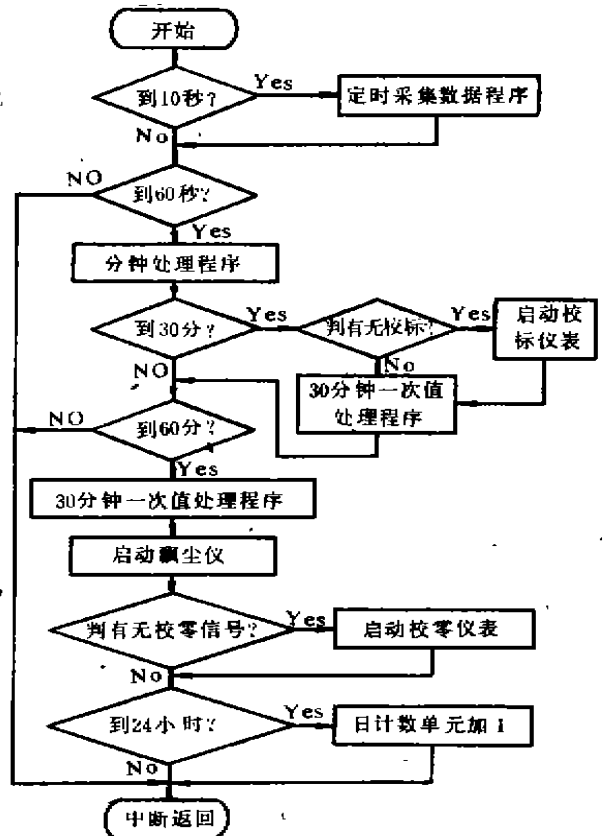 开始
到10秒?
Yes
定时采集数据程序
No
NO
到60秒?
Yes
分钟处理程序
到30分?
Yes
判有无校标?
Yes
启动校
标仪表
NO
No
30分钟一次值
处理程序
NO
到60分?
Yes
30分钟一次值处理程序
启动飘尘仪
判有无校零信号?
Yes
启动校零仪表
No
到24小时?
Yes
日计数单元加1
No
中断返回